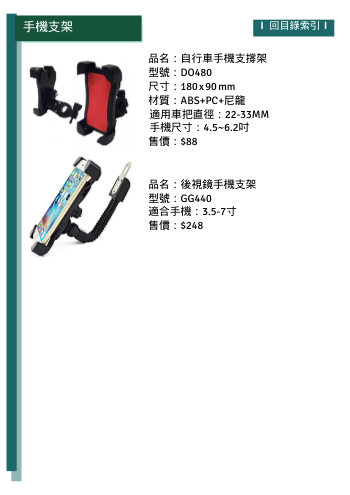 手機支架
I 回目錄索引 I
品名：自行車手機支撐架
型號：DO480
尺寸：180 x 90 mm
材質：ABS+PC+尼龍
適用車把直徑：22-33MM
手機尺寸：4.5~6.2吋
售價：$88
品名：後視鏡手機支架
型號：GG440
適合手機：3.5-7寸
售價：$248